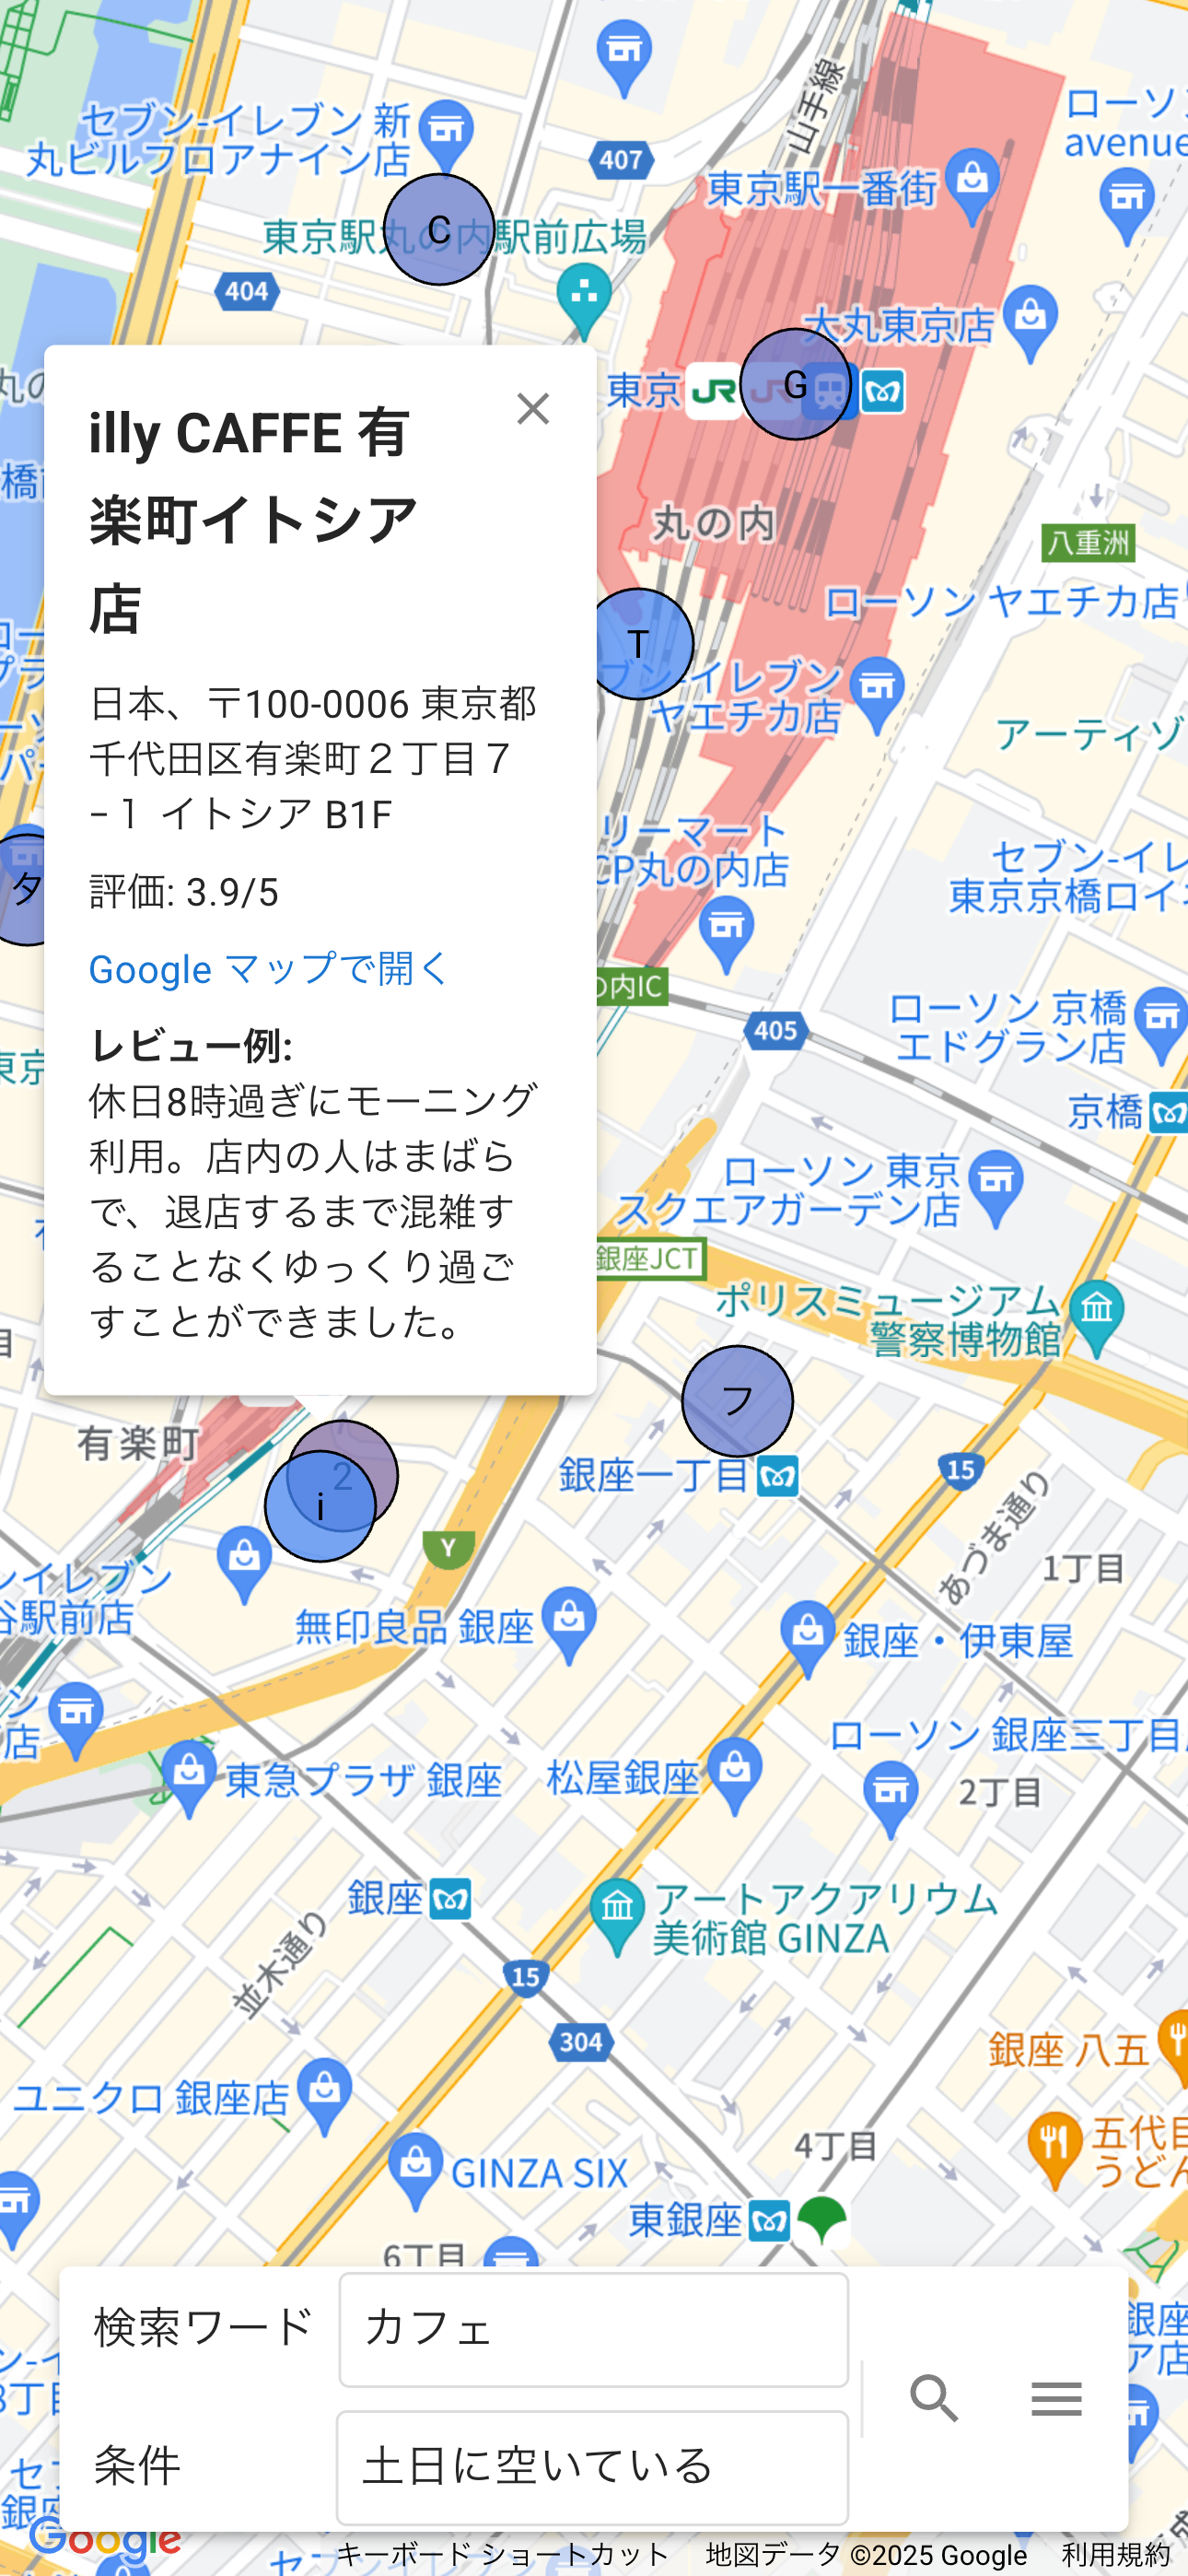 山手線
ローソ
avenue
セブン-イレブン 新
丸ビルフロアナイン店
407
東京駅一番街
C
東京駅丸の内駅前広場
404
大丸東京店
東京
JR
G
丸の内
八重洲
ローソン ヤエチカ店
illy CAFFE 有
楽町イトシア
店
日本、〒100-0006 東京都
千代田区有楽町２丁目７
−１ イトシア B1F
評価: 3.9/5
Google マップで開く
レビュー例:
休日8時過ぎにモーニング
利用。店内の人はまばら
で、退店するまで混雑す
ることなくゆっくり過ご
すことができました。
T
ブン-イレブン
ヤエチカ店
アーティゾ
リーマート
CP丸の内店
セブン-イレ
東京京橋ロイ
タ
の内IC
405
ローソン 京橋
エドグラン店
京橋
ローソン 東京
スクエアガーデン店
銀座JCT
ポリスミュージアム
警察博物館
フ
有楽町
2
i
銀座一丁目
15
あづま通り
1丁目
Y
ンイレブン
谷駅前店
無印良品 銀座
銀座・伊東屋
ン
店
ローソン 銀座三丁目
2丁目
東急プラザ 銀座
松屋銀座
銀座
アートアクアリウム
美術館 GINZA
並木通り
15
304
銀座 八五
ユニクロ 銀座店
4丁目
五代目
うどん
GINZA SIX
東銀座
6丁目
検索ワード
カフェ
条件
土日に空いている
銀座
ア店
Google
キーボード ショートカット
地図データ ©2025 Google
利用規約